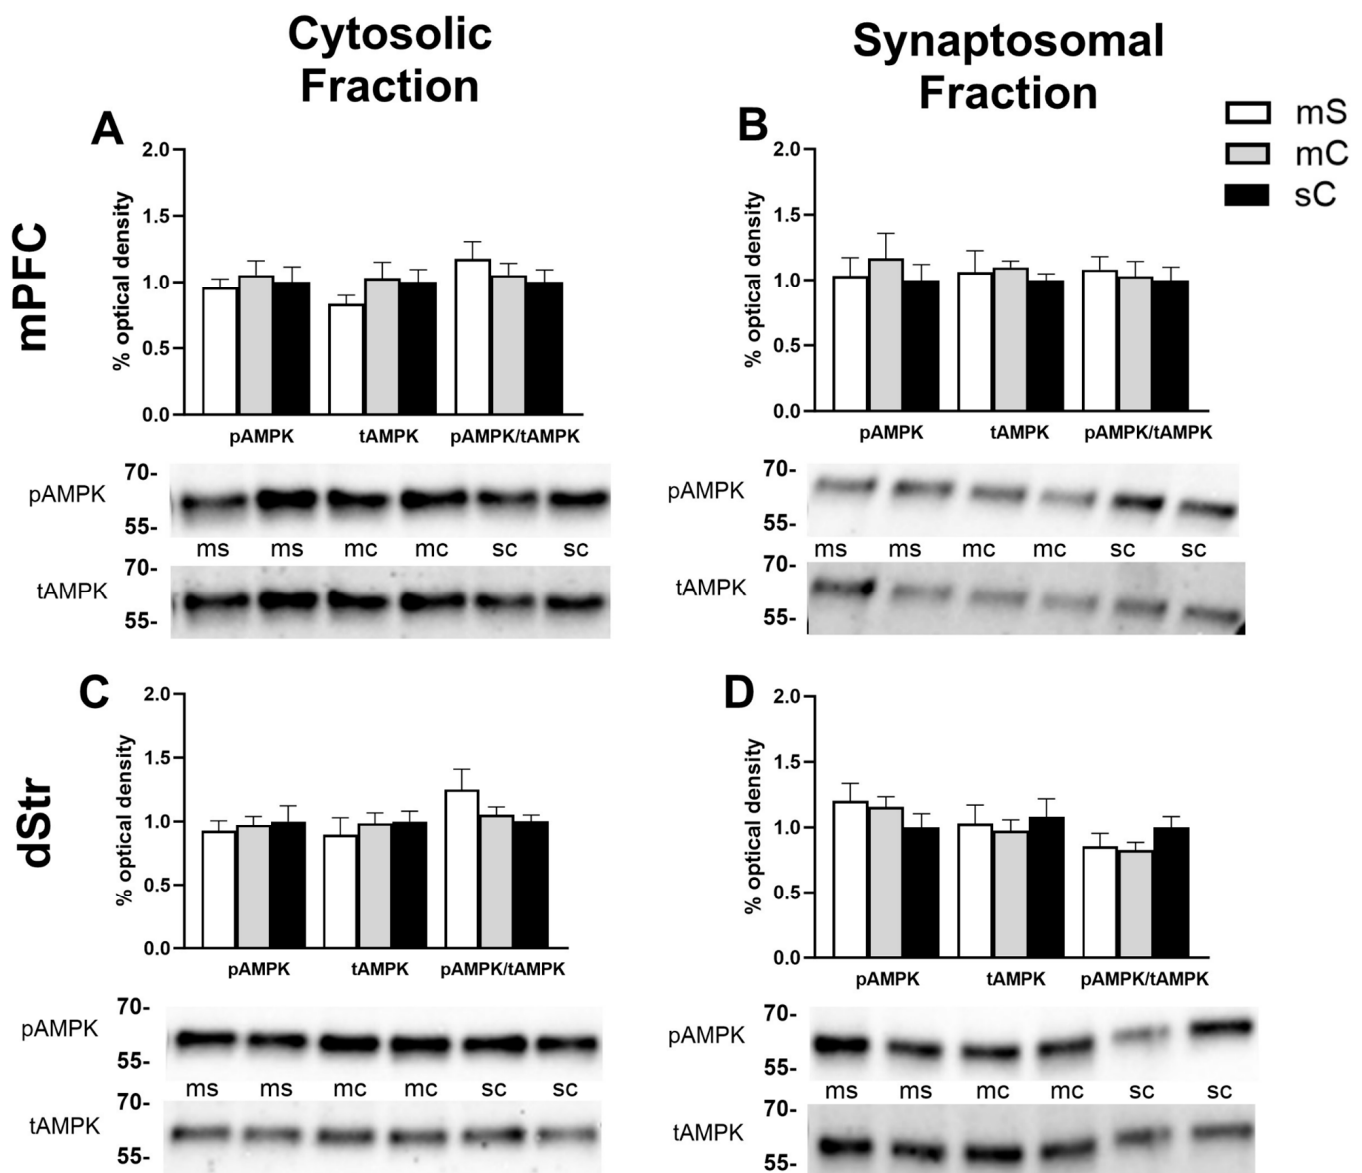 Cytosolic
Fraction
Synaptosomal
Fraction
mS
mC
sC
mPFC
A
2.0
1.5
1.0
0.5
0.0
% optical density
pAMPK tAMPK pAMPK/tAMPK
pAMPK
70-
55-
ms ms mc mc sc sc
tAMPK
70-
55-
B
2.0
1.5
1.0
0.5
0.0
% optical density
pAMPK tAMPK pAMPK/tAMPK
pAMPK
70-
55-
ms ms mc mc sc sc
tAMPK
70-
55-
dStr
C
2.0
1.5
1.0
0.5
0.0
% optical density
pAMPK tAMPK pAMPK/tAMPK
pAMPK
70-
55-
ms ms mc mc sc sc
tAMPK
70-
55-
D
2.0
1.5
1.0
0.5
0.0
% optical density
pAMPK tAMPK pAMPK/tAMPK
pAMPK
70-
55-
ms ms mc mc sc sc
tAMPK
70-
55-